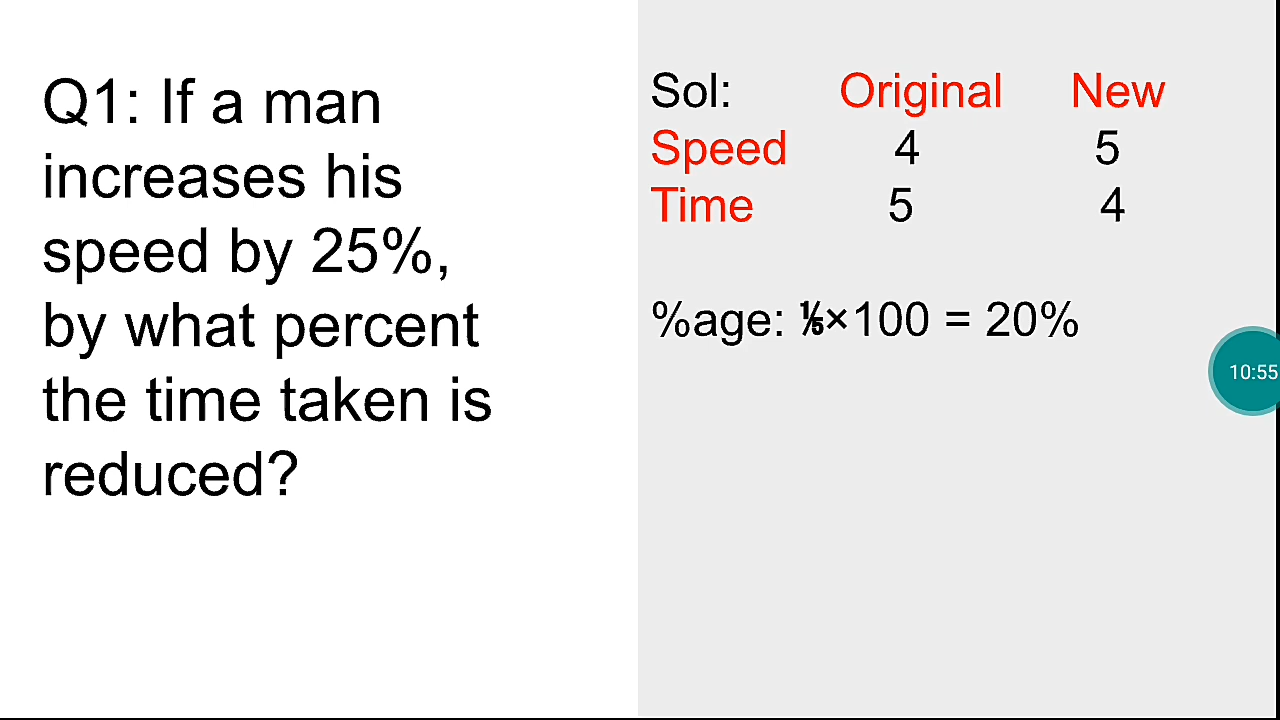 Q1: If a man
increases his
speed by 25%,
by what percent
the time taken is
reduced?
Sol: Original New
Speed 4 5
Time 5 4
%age: ⅕×100 = 20%
10:55